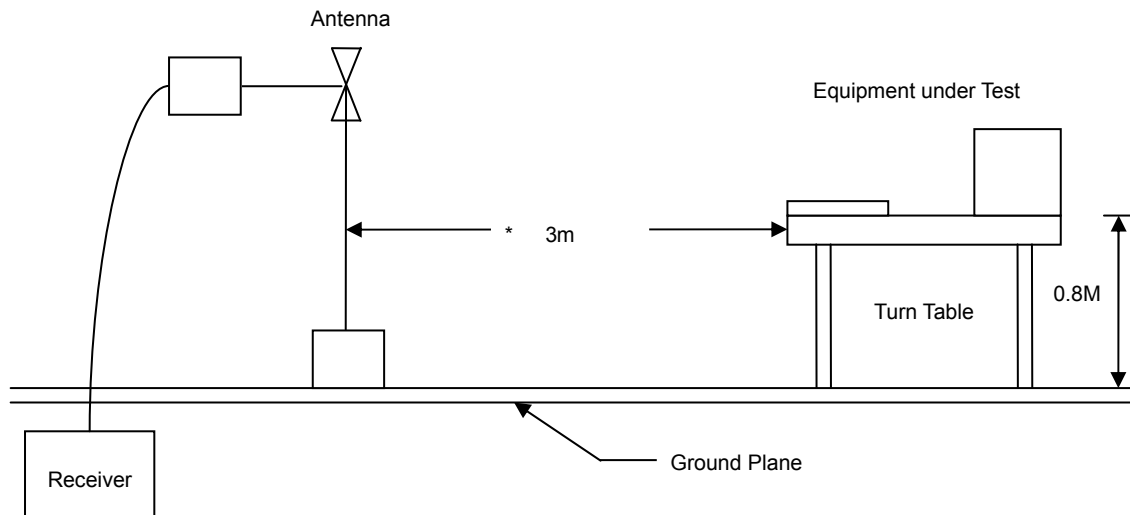 Antenna
Equipment under Test
* 3m
0.8M
Turn Table
Ground Plane
Receiver